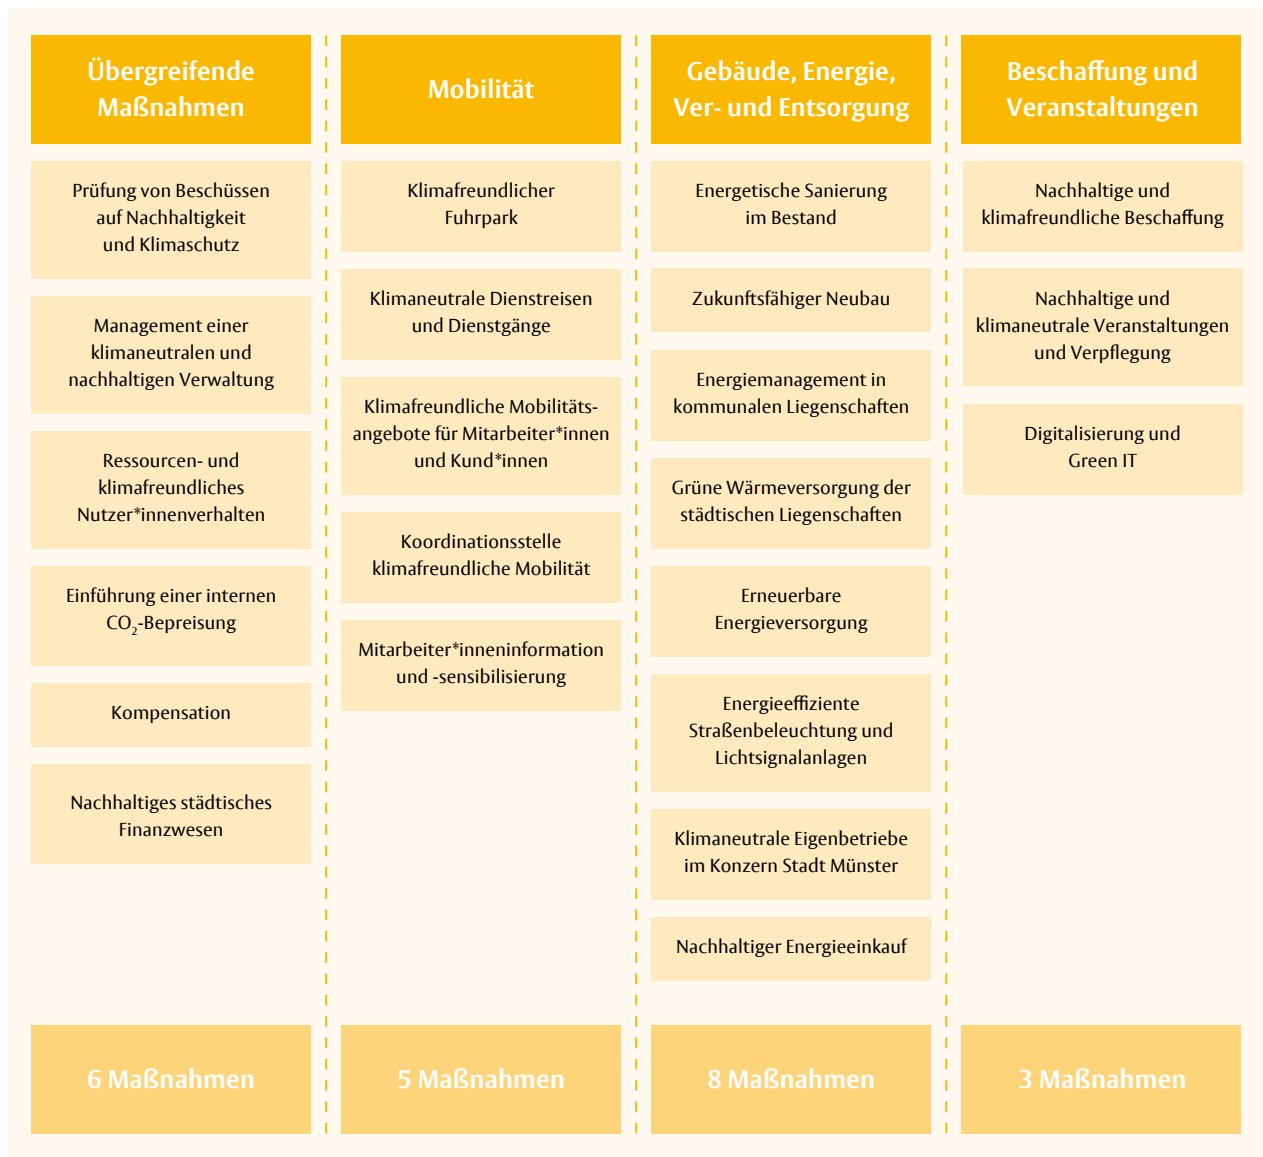 Übergreifende
Maßnahmen
Prüfung von Beschüssen
auf Nachhaltigkeit
und Klimaschutz
Management einer
klimaneutralen und
nachhaltigen Verwaltung
Ressourcen- und
klimafreundliches
Nutzer*innenverhalten
Einführung einer internen
CO₂-Bepreisung
Kompensation
Nachhaltiges städtisches
Finanzwesen
6 Maßnahmen
Mobilität
Klimafreundlicher
Fuhrpark
Klimaneutrale Dienstreisen
und Dienstgänge
Klimafreundliche Mobilitäts-
angebote für Mitarbeiter*innen
und Kund*innen
Koordinationsstelle
klimafreundliche Mobilität
Mitarbeiter*inneninformation
und -sensibilisierung
5 Maßnahmen
Gebäude, Energie,
Ver- und Entsorgung
Energetische Sanierung
im Bestand
Zukunftsfähiger Neubau
Energiemanagement in
kommunalen Liegenschaften
Grüne Wärmeversorgung der
städtischen Liegenschaften
Erneuerbare
Energieversorgung
Energieeffiziente
Straßenbeleuchtung und
Lichtsignalanlagen
Klimaneutrale Eigenbetriebe
im Konzern Stadt Münster
Nachhaltiger Energieeinkauf
8 Maßnahmen
Beschaffung und
Veranstaltungen
Nachhaltige und
klimafreundliche Beschaffung
Nachhaltige und
klimaneutrale Veranstaltungen
und Verpflegung
Digitalisierung und
Green IT
3 Maßnahmen